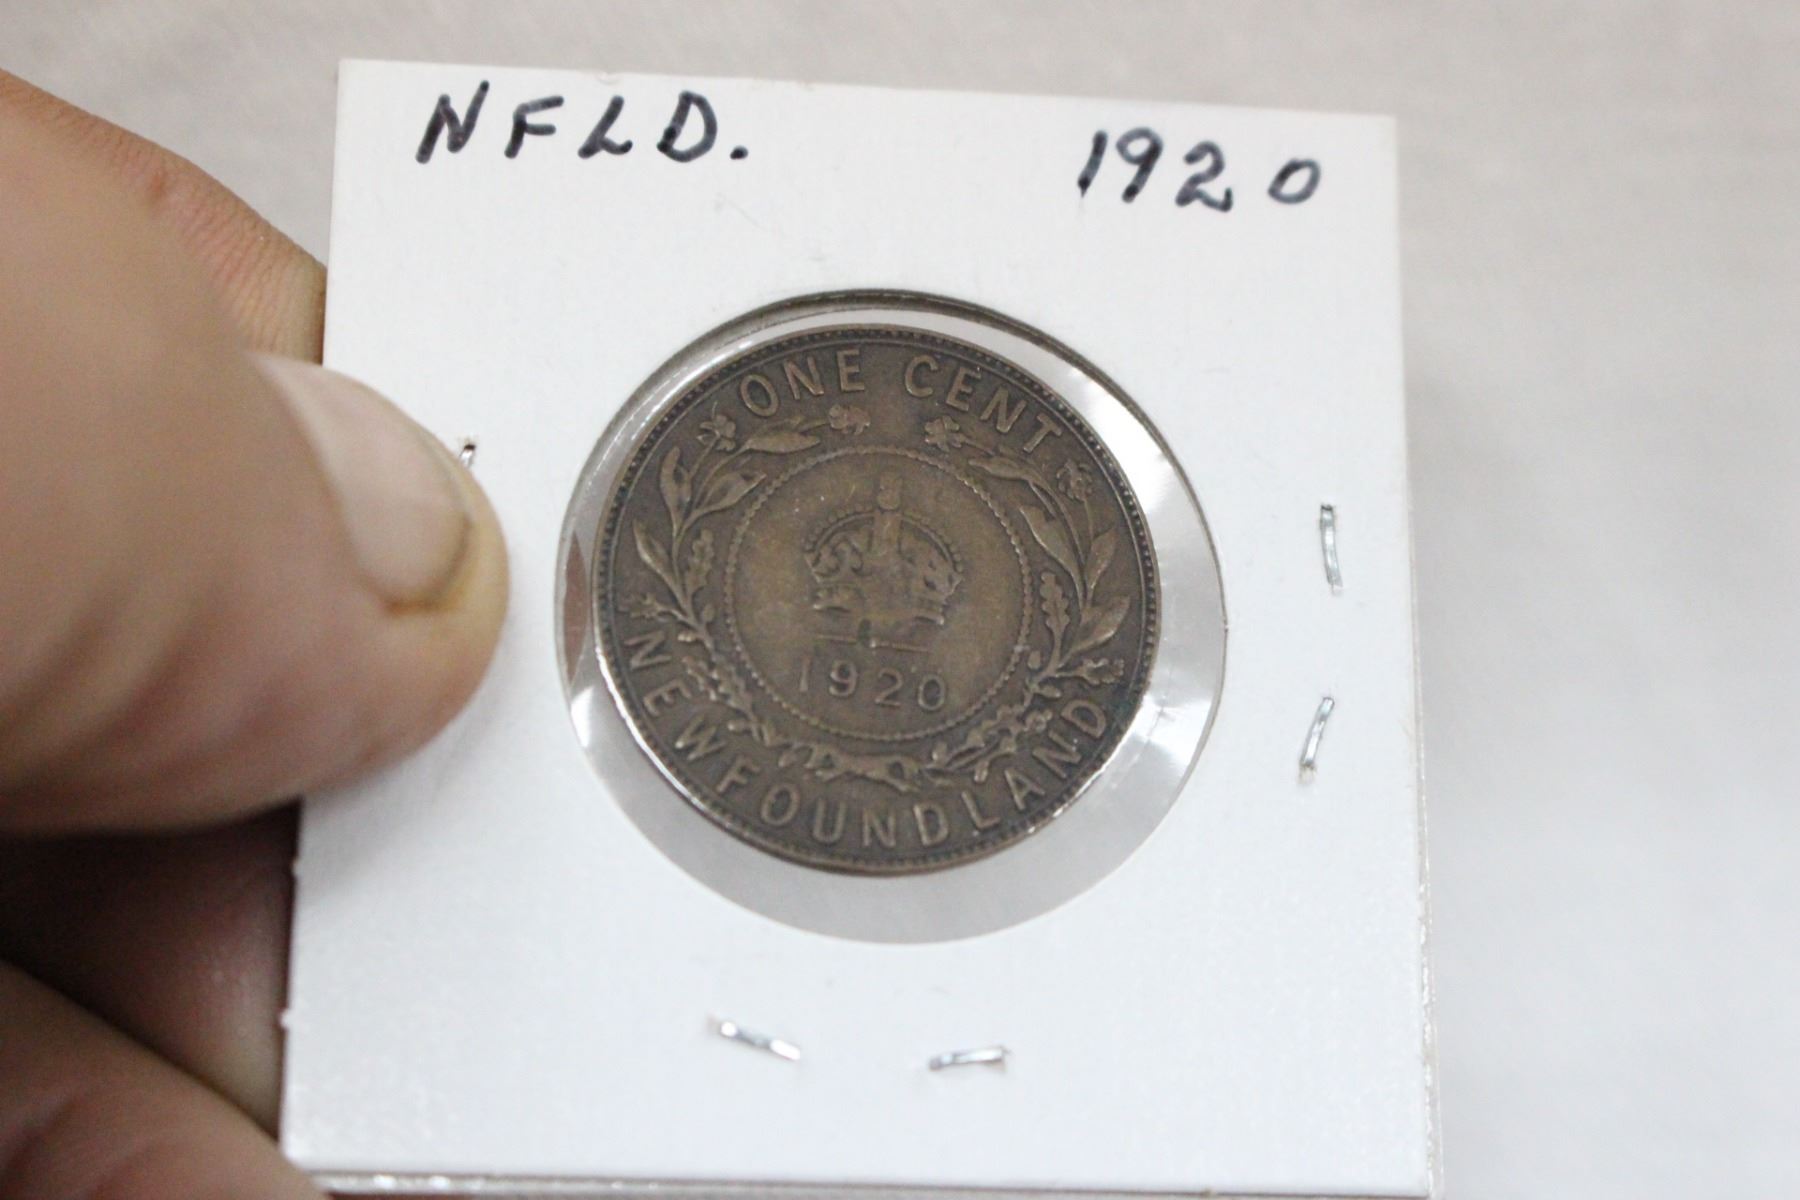 NFLD. 1920
ONE CENT
1920
NEWFOUNDLAND